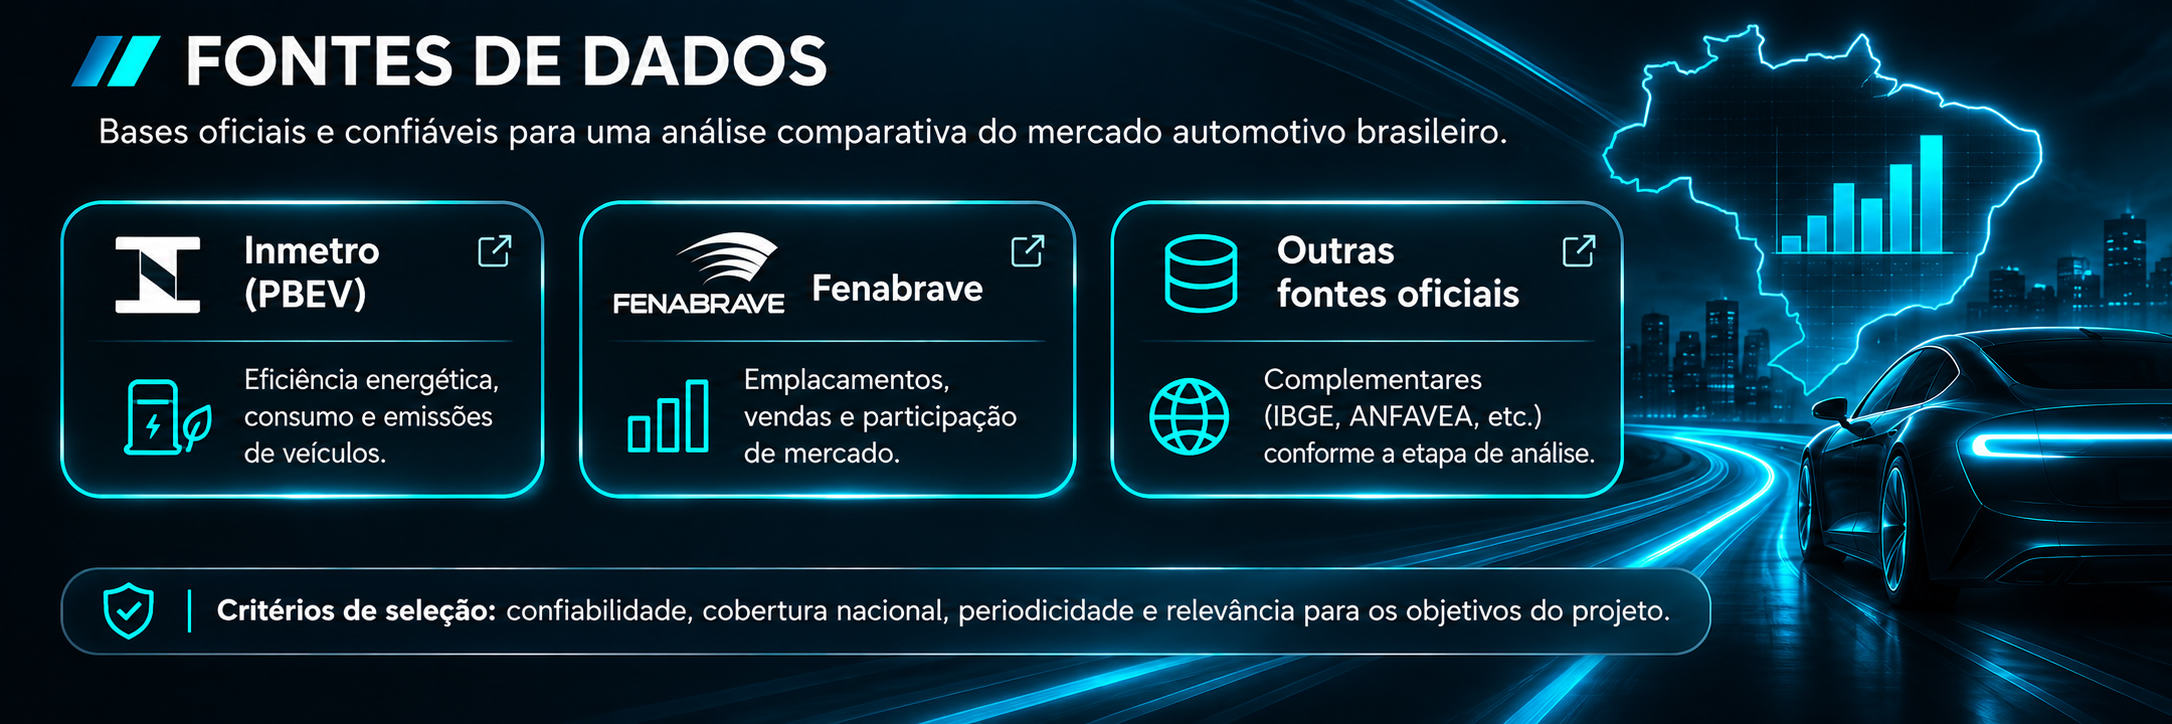 FONTES DE DADOS
Bases oficiais e confiáveis para uma análise comparativa do mercado automotivo brasileiro.
Inmetro
(PBEV)
Eficiência energética,
consumo e emissões
de veículos.
FENABRAVE
Fenabrave
Emplacamentos,
vendas e participação
de mercado.
Outras
fontes oficiais
Complementares
(IBGE, ANFAVEA, etc.)
conforme a etapa de análise.
Critérios de seleção: confiabilidade, cobertura nacional, periodicidade e relevância para os objetivos do projeto.